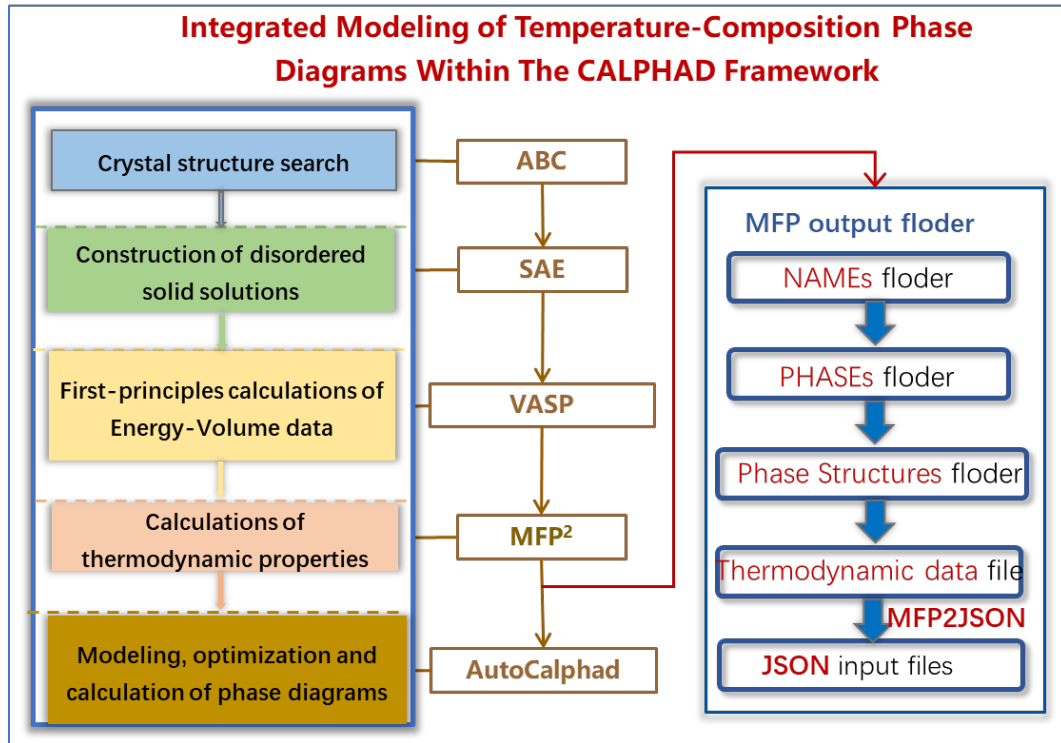 Integrated Modeling of Temperature-Composition Phase
Diagrams Within The CALPHAD Framework
Crystal structure search
Construction of disordered
solid solutions
First-principles calculations of
Energy-Volume data
Calculations of
thermodynamic properties
Modeling, optimization and
calculation of phase diagrams
ABC
SAE
VASP
MFP²
AutoCalphad
MFP output floder
NAMEs floder
PHASEs floder
Phase Structures floder
Thermodynamic data file
MFP2JSON
JSON input files